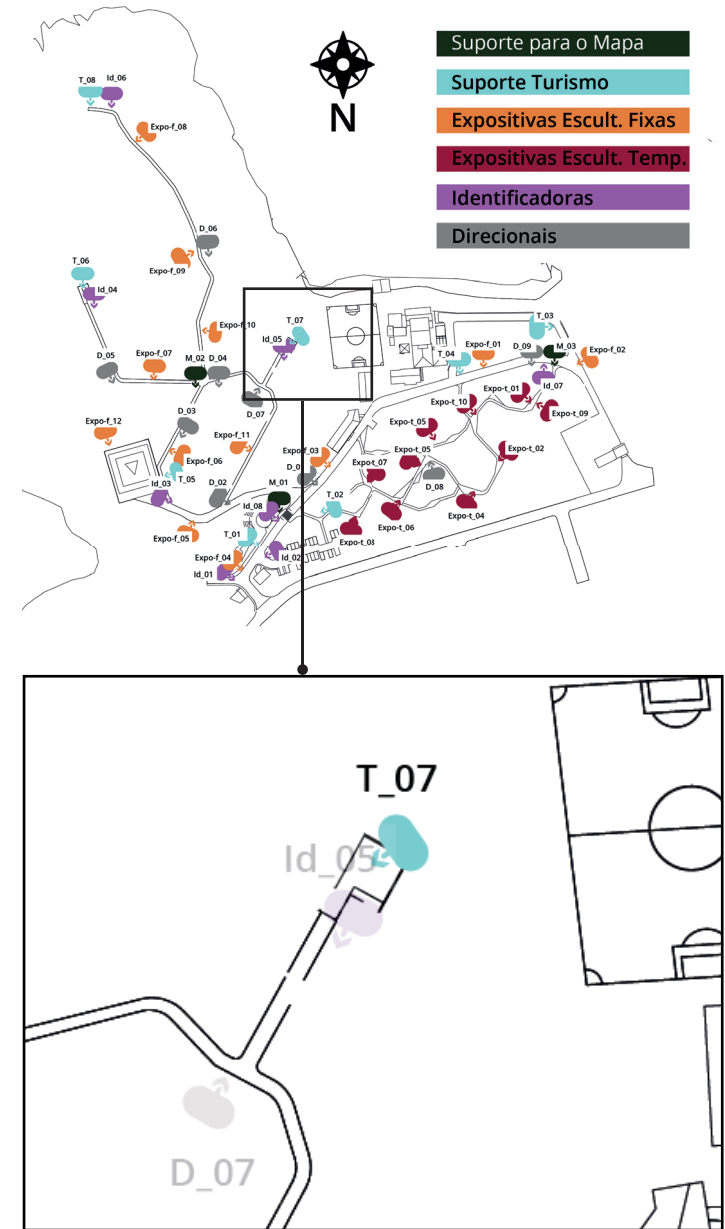 Suporte para o Mapa
N
Suporte Turismo
Expositivas Escult. Fixas
Expositivas Escult. Temp.
Identificadoras
Direcionais
T_08
Id_06
Expo-f_08
D_06
Expo-f_09
T_06
Id_04
Expo-f_10
T_07
Id_05
T_03
D_05
Expo-f_07
M_02
D_04
T_04
Expo-f_01
D_09
M_03
Expo-f_02
D_07
Id_07
Expo-t_01
Expo-t_10
Expo-t_09
D_03
Expo-f_12
Expo-t_05
Expo-f_11
Expo-f_03
Expo-t_05
Expo-t_02
Expo-f_06
T_05
Expo-t_07
D_0
D_08
Id_03
D_02
M_01
T_02
Expo-t_04
Id_08
Expo-t_06
Expo-t_03
Expo-f_05
T_01
Expo-f_04
Id_02
Id_01
T_07
Id_05
D_07